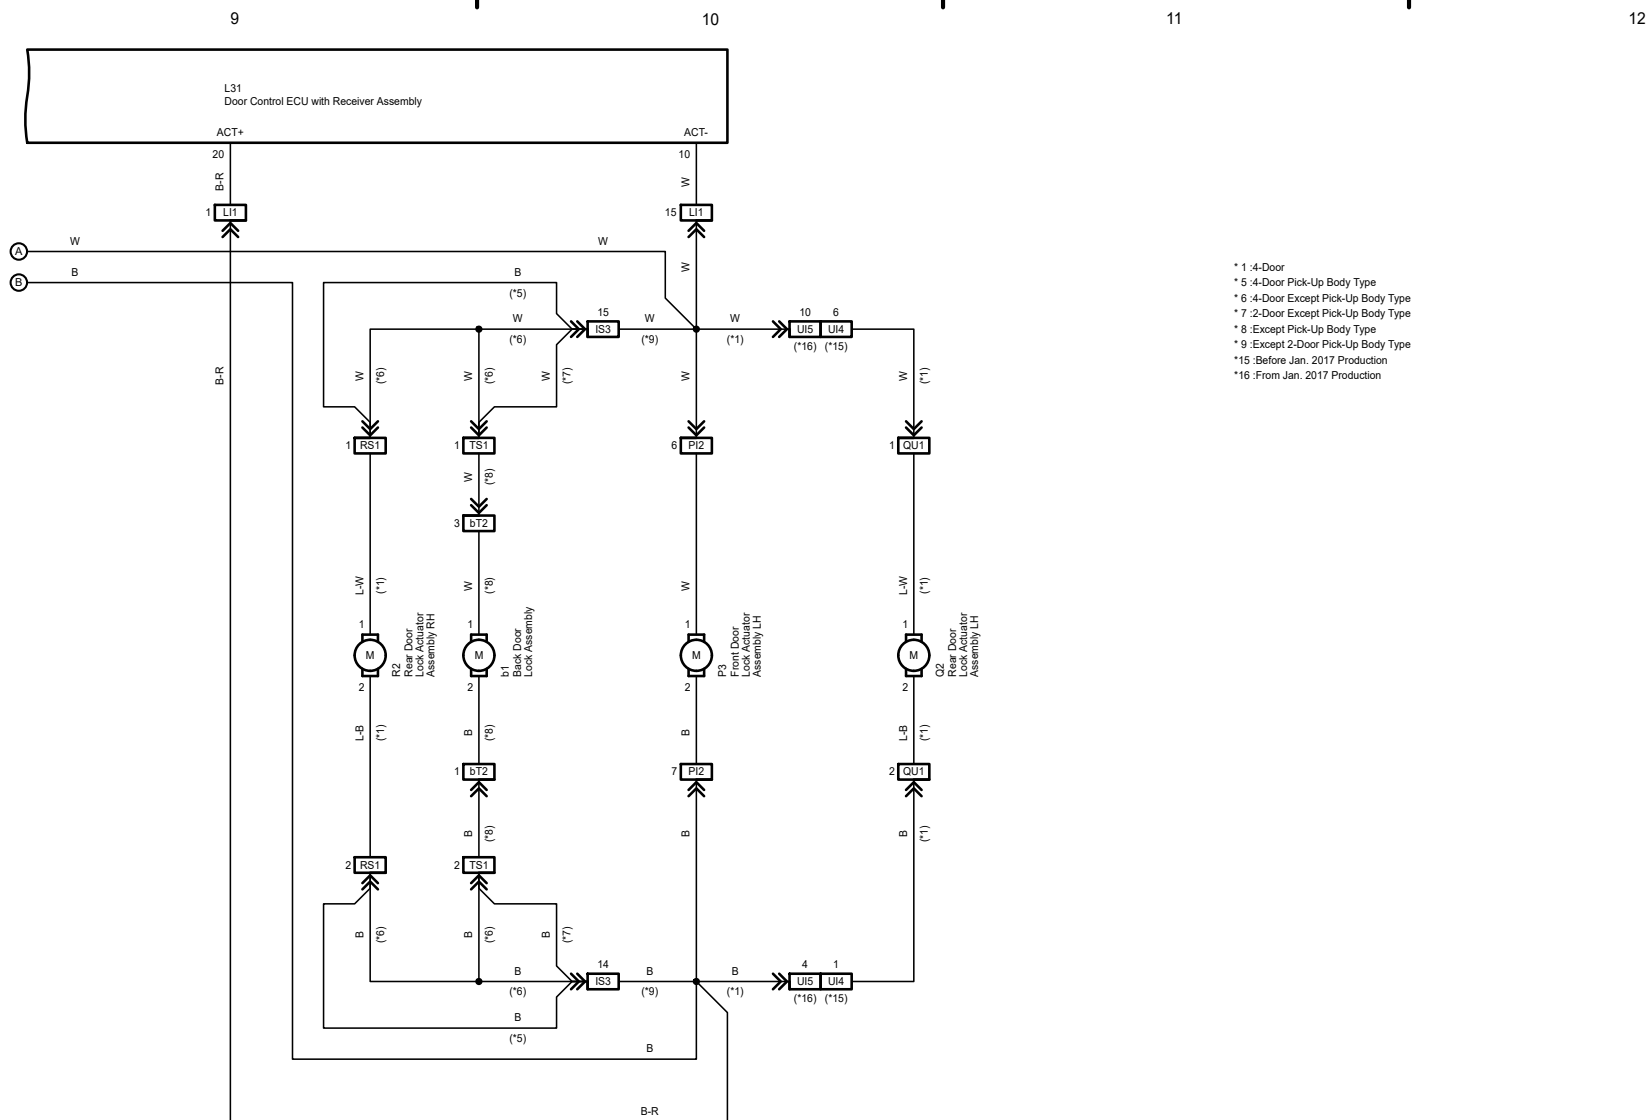 9 10 11 12
L31
Door Control ECU with Receiver Assembly
ACT+ ACT-
20 10
B-R W
1 LI1 15 LI1
A W W
B B
W
B
(*5)
15 10 6
W IS3 W W UI5 UI4
(*6) (*9) (*1) (*16) (*15)
B-R
W (*6) W (*6) W (*7) W W (*1)
1 RS1 1 TS1 6 PI2 1 QU1
W (*8)
3 bT2
L-W (*1) W (*8) W L-W (*1)
1 1 1 1
M M M M
2 2 2 2
R2
Rear Door
Lock Actuator
Assembly RH
b1
Back Door
Lock Assembly
P3
Front Door
Lock Actuator
Assembly LH
Q2
Rear Door
Lock Actuator
Assembly LH
L-B (*1) B (*8) B L-B (*1)
1 bT2 7 PI2 2 QU1
B (*8) B B (*1)
2 RS1 2 TS1
B (*6) B (*6) B (*7)
14 4 1
B IS3 B B UI5 UI4
(*6) (*9) (*1) (*16) (*15)
B
(*5)
B
B-R
* 1 :4-Door
* 5 :4-Door Pick-Up Body Type
* 6 :4-Door Except Pick-Up Body Type
* 7 :2-Door Except Pick-Up Body Type
* 8 :Except Pick-Up Body Type
* 9 :Except 2-Door Pick-Up Body Type
*15 :Before Jan. 2017 Production
*16 :From Jan. 2017 Production